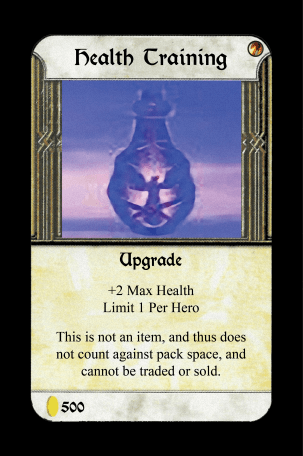 Health Training
Upgrade
+2 Max Health
Limit 1 Per Hero
This is not an item, and thus does
not count against pack space, and
cannot be traded or sold.
500